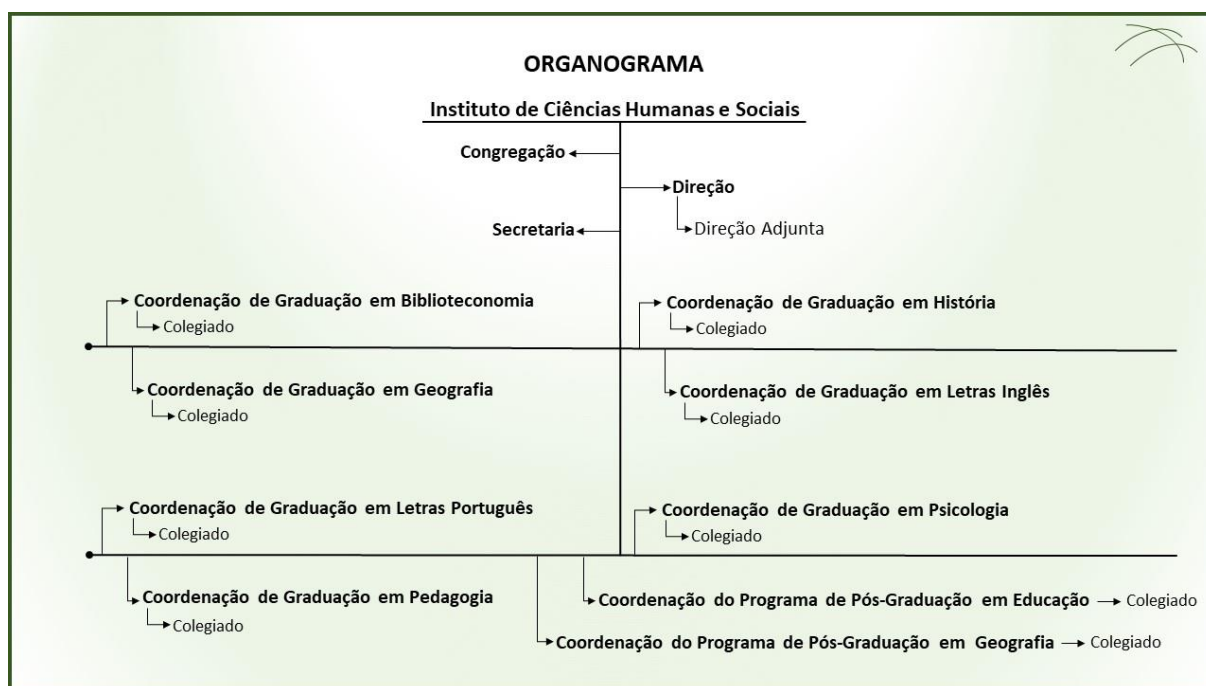 ORGANOGRAMA
Instituto de Ciências Humanas e Sociais
Congregação
Direção
Secretaria
Direção Adjunta
Coordenação de Graduação em Biblioteconomia
Colegiado
Coordenação de Graduação em História
Colegiado
Coordenação de Graduação em Geografia
Colegiado
Coordenação de Graduação em Letras Inglês
Colegiado
Coordenação de Graduação em Letras Português
Colegiado
Coordenação de Graduação em Psicologia
Colegiado
Coordenação de Graduação em Pedagogia
Colegiado
Coordenação do Programa de Pós-Graduação em Educação
Colegiado
Coordenação do Programa de Pós-Graduação em Geografia
Colegiado